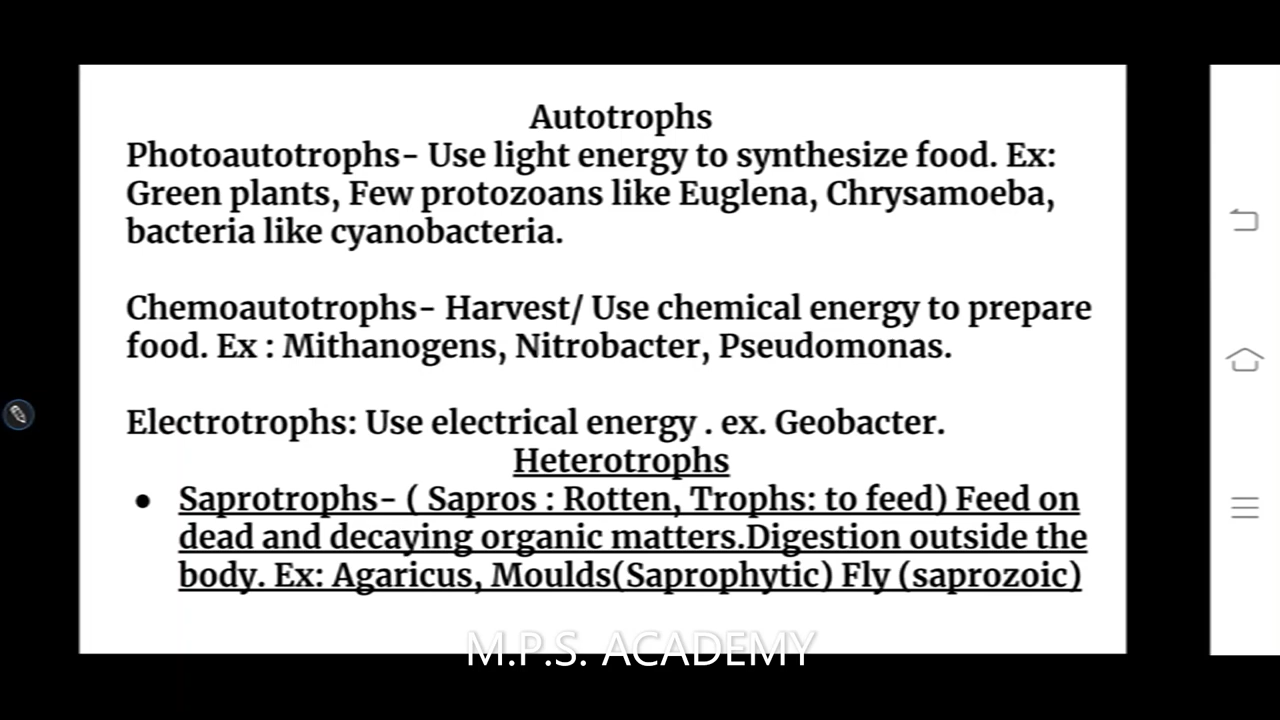 Autotrophs
Photoautotrophs- Use light energy to synthesize food. Ex:
Green plants, Few protozoans like Euglena, Chrysamoeba,
bacteria like cyanobacteria.
Chemoautotrophs- Harvest/ Use chemical energy to prepare
food. Ex : Mithanogens, Nitrobacter, Pseudomonas.
Electrotrophs: Use electrical energy . ex. Geobacter.
Heterotrophs
● Saprotrophs- ( Sapros : Rotten, Trophs: to feed) Feed on
dead and decaying organic matters.Digestion outside the
body. Ex: Agaricus, Moulds(Saprophytic) Fly (saprozoic)
M.P.S. ACADEMY